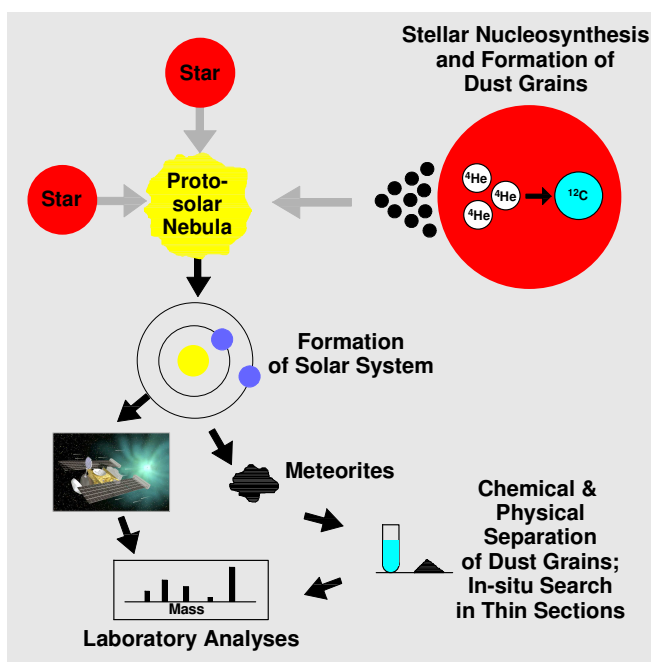 Stellar Nucleosynthesis
and Formation of
Dust Grains
Star
Star
Proto-
solar
Nebula
⁴He
⁴He
⁴He
¹²C
Formation
of Solar System
Meteorites
Chemical &
Physical
Separation
of Dust Grains;
In-situ Search
in Thin Sections
Mass
Laboratory Analyses